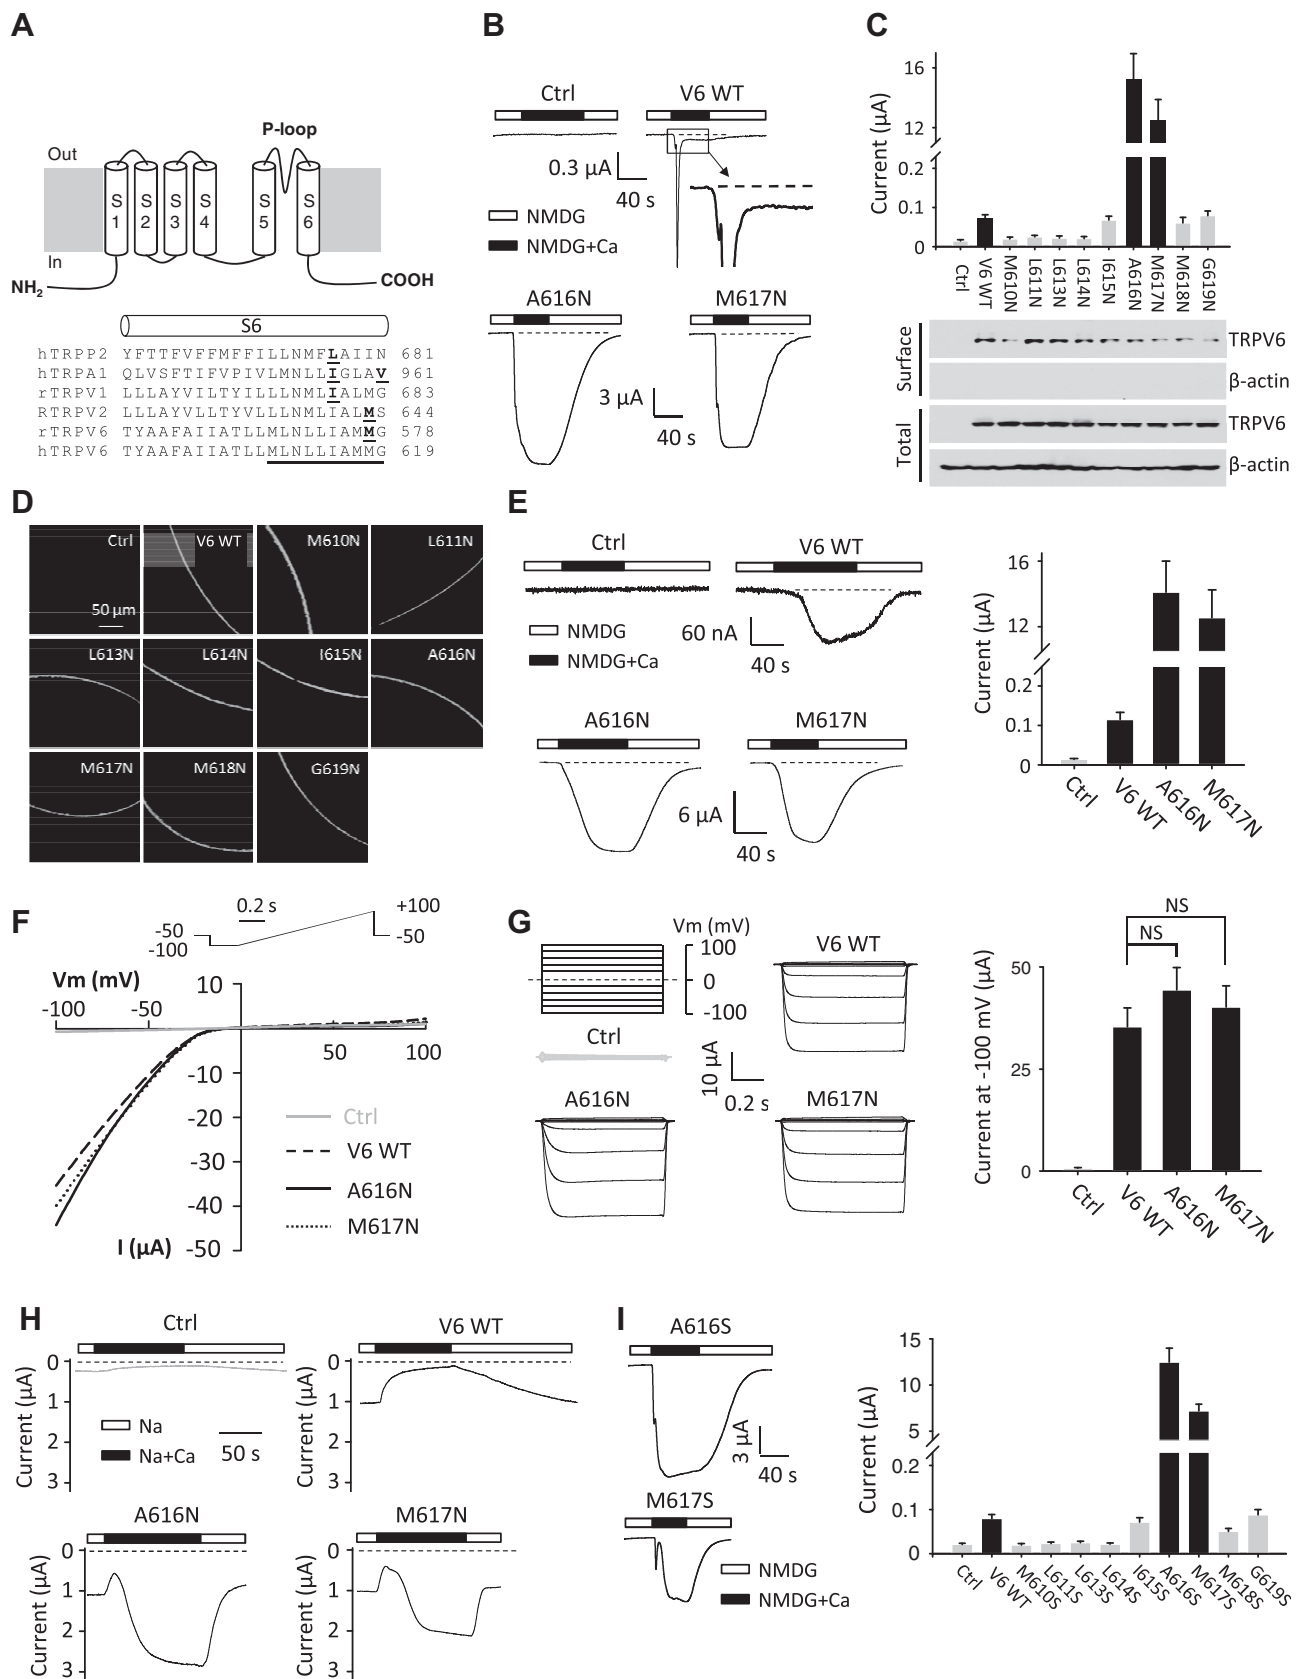 A
P-loop
Out
S 1
S 2
S 3
S 4
S 5
S 6
In
NH2
COOH
S6
hTRPP2 YFTTFVFFMFFILLNMFLAIIN 681
hTRPA1 QLVSFTIFVPIVLMNLLIGLAV 961
rTRPV1 LLLAYVILTYVLLLNMLIALMG 683
RTRPV2 LLLAYVLLTYVLLLNMLIALMS 644
rTRPV6 TYAAFAIIATLLMLNLLIAMMG 578
hTRPV6 TYAAFAIIATLLMLNLLIAMMG 619
B
Ctrl
V6 WT
0.3 µA
40 s
NMDG
NMDG+Ca
A616N
M617N
3 µA
40 s
C
Current (µA)
16
12
0.2
0.1
0
Ctrl
V6 WT
M610N
L611N
L613N
L614N
I615N
A616N
M617N
M618N
G619N
Surface
TRPV6
β-actin
Total
TRPV6
β-actin
D
Ctrl
50 µm
V6 WT
M610N
L611N
L613N
L614N
I615N
A616N
M617N
M618N
G619N
E
Ctrl
V6 WT
NMDG
NMDG+Ca
60 nA
40 s
A616N
M617N
6 µA
40 s
Current (µA)
16
12
0.2
0.1
0
Ctrl
V6 WT
A616N
M617N
F
0.2 s
+100
-50
-50
-100
Vm (mV)
10
-100
-50
50
100
-10
-20
-30
-40
-50
I (µA)
Ctrl
V6 WT
A616N
M617N
G
Vm (mV)
100
0
-100
V6 WT
Ctrl
10 µA
0.2 s
A616N
M617N
NS
NS
Current at -100 mV (µA)
50
25
0
Ctrl
V6 WT
A616N
M617N
H
Ctrl
V6 WT
Current (µA)
0
1
2
3
Na
Na+Ca
50 s
Current (µA)
0
1
2
3
A616N
M617N
Current (µA)
0
1
2
3
Current (µA)
0
1
2
3
I
A616S
3 µA
40 s
M617S
NMDG
NMDG+Ca
Current (µA)
15
10
5
0.2
0.1
0
Ctrl
V6 WT
M610S
L611S
L613S
L614S
I615S
A616S
M617S
M618S
G619S